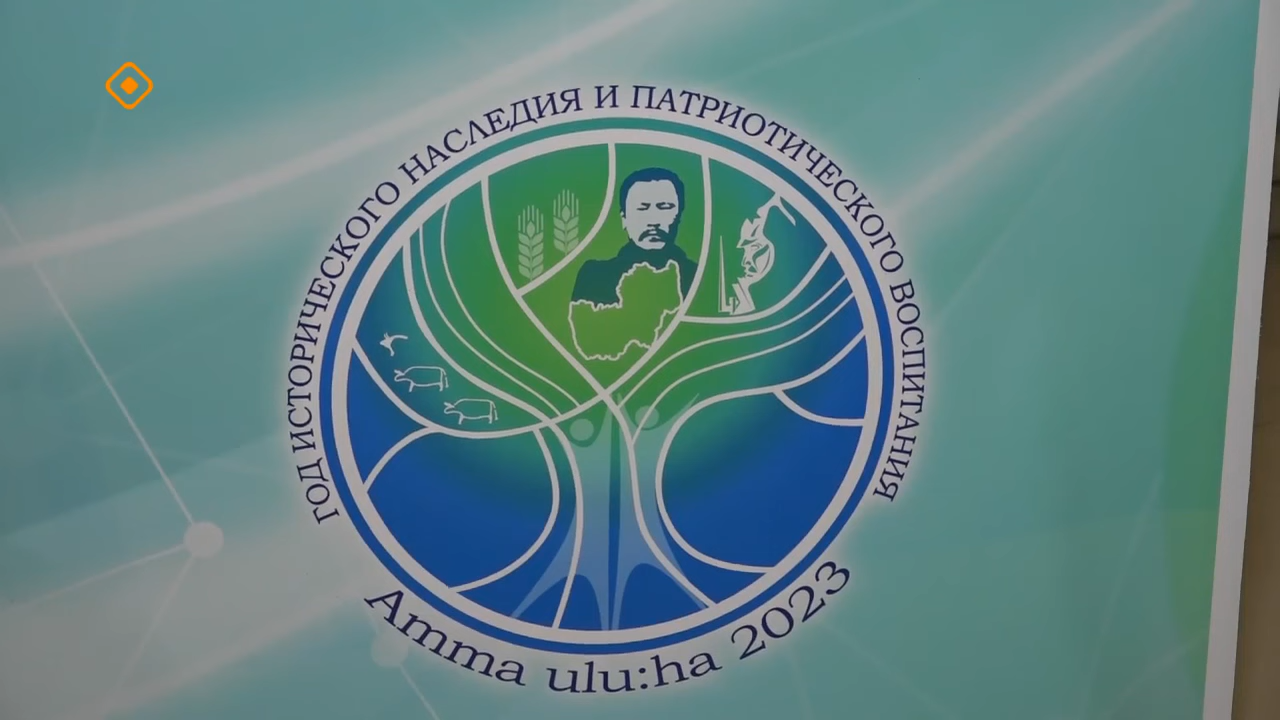 ГОД ИСТОРИЧЕСКОГО НАСЛЕДИЯ И ПАТРИОТИЧЕСКОГО ВОСПИТАНИЯ
Amma ulu:ha 2023